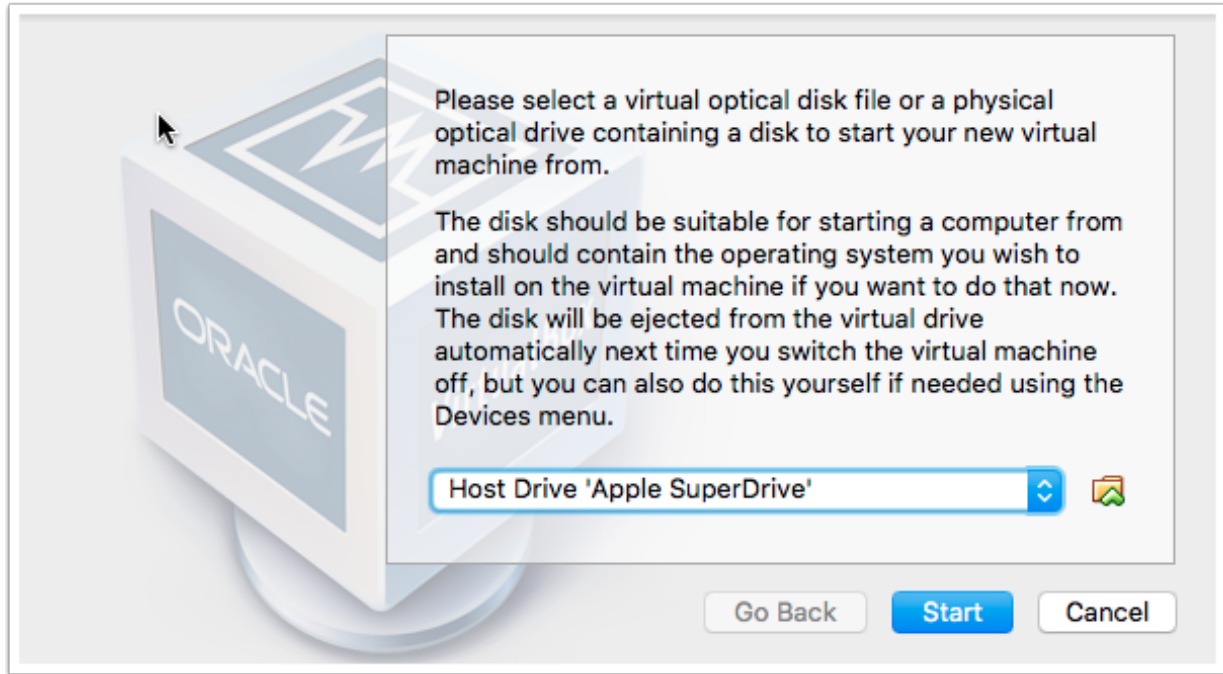 Please select a virtual optical disk file or a physical
optical drive containing a disk to start your new virtual
machine from.
The disk should be suitable for starting a computer from
and should contain the operating system you wish to
install on the virtual machine if you want to do that now.
The disk will be ejected from the virtual drive
automatically next time you switch the virtual machine
off, but you can also do this yourself if needed using the
Devices menu.
ORACLE
VirtualBox
Host Drive 'Apple SuperDrive'
Go Back
Start
Cancel